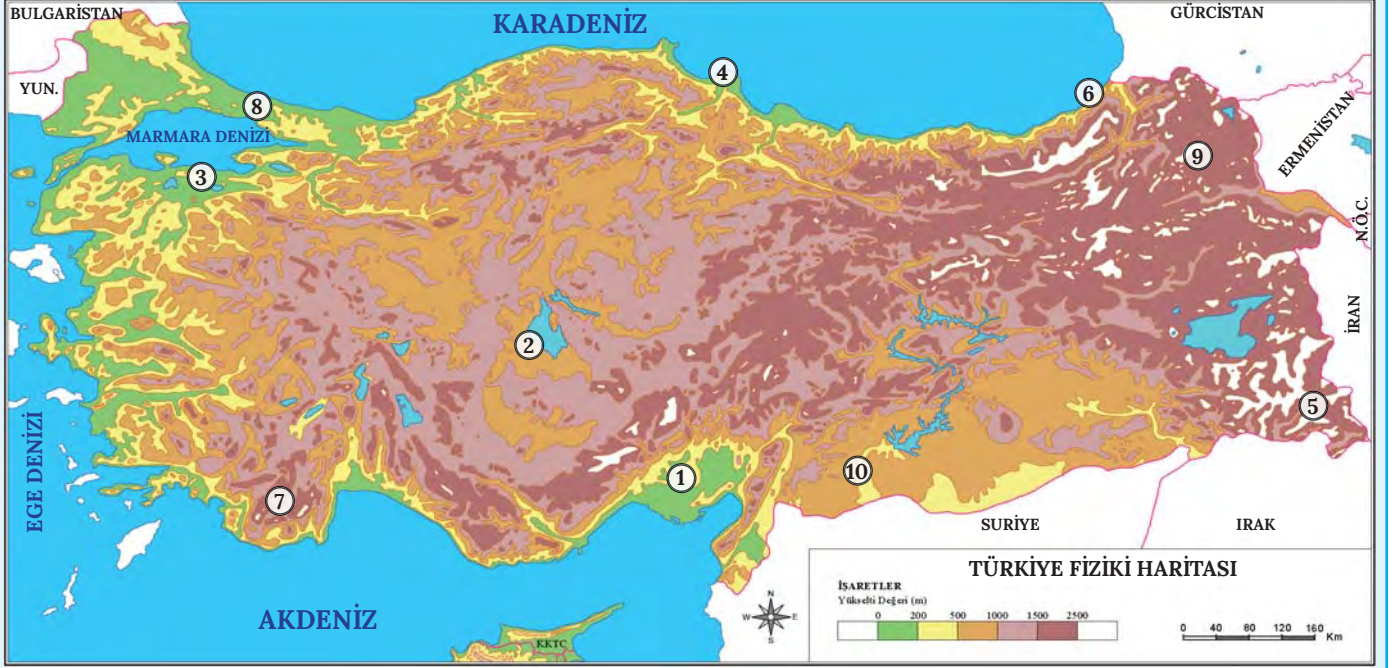 BULGARİSTAN
KARADENİZ
GÜRCİSTAN
YUN.
4
6
8
MARMARA DENİZİ
ERMENİSTAN
9
3
N.Ö.C.
İRAN
2
5
EGE DENİZİ
1
10
7
SURİYE
IRAK
AKDENİZ
KKTC
N
W
E
S
TÜRKİYE FİZİKİ HARİTASI
İŞARETLER
Yükselti Değeri (m)
0 200 500 1000 1500 2500
0 40 80 120 160 Km